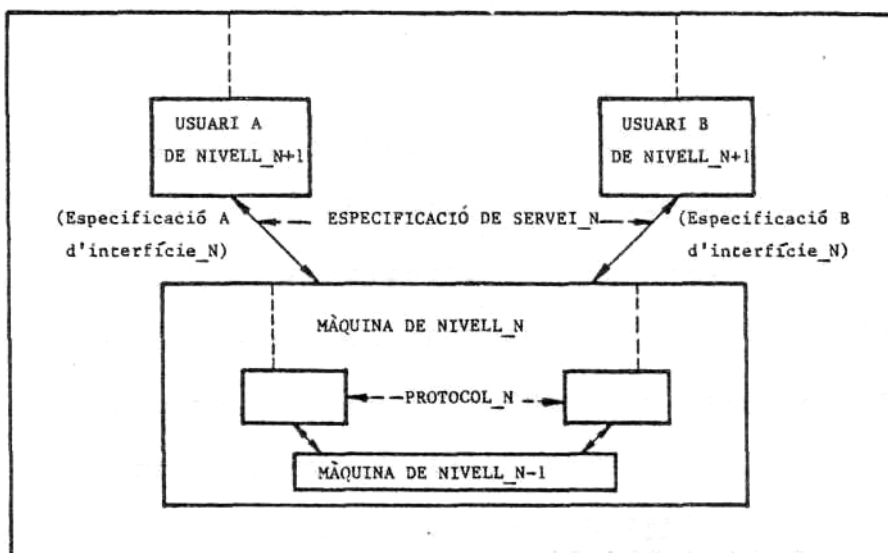 USUARI A
DE NIVELL_N+1
USUARI B
DE NIVELL_N+1
(Especificació A
d'interfície_N)
ESPECIFICACIÓ DE SERVEI_N
(Especificació B
d'interfície_N)
MÀQUINA DE NIVELL_N
PROTOCOL_N
MÀQUINA DE NIVELL_N-1